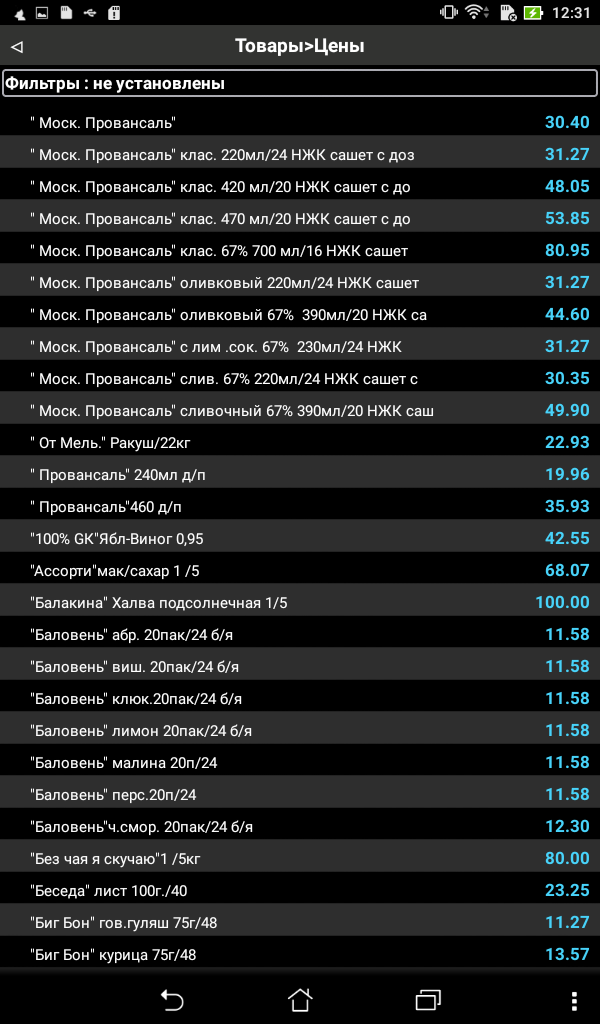 12:31
Товары>Цены
Фильтры : не установлены
" Моск. Провансаль" 30.40
" Моск. Провансаль" клас. 220мл/24 НЖК сашет с доз 31.27
" Моск. Провансаль" клас. 420 мл/20 НЖК сашет с до 48.05
" Моск. Провансаль" клас. 470 мл/20 НЖК сашет с до 53.85
" Моск. Провансаль" клас. 67% 700 мл/16 НЖК сашет 80.95
" Моск. Провансаль" оливковый 220мл/24 НЖК сашет 31.27
" Моск. Провансаль" оливковый 67%  390мл/20 НЖК са 44.60
" Моск. Провансаль" с лим .сок. 67%  230мл/24 НЖК 31.27
" Моск. Провансаль" слив. 67% 220мл/24 НЖК сашет с 30.35
" Моск. Провансаль" сливочный 67% 390мл/20 НЖК саш 49.90
" От Мель." Ракуш/22кг 22.93
" Провансаль" 240мл д/п 19.96
" Провансаль"460 д/п 35.93
"100% GK"Ябл-Виног 0,95 42.55
"Ассорти"мак/сахар 1 /5 68.07
"Балакина" Халва подсолнечная 1/5 100.00
"Баловень" абр. 20пак/24 б/я 11.58
"Баловень" виш. 20пак/24 б/я 11.58
"Баловень" клюк.20пак/24 б/я 11.58
"Баловень" лимон 20пак/24 б/я 11.58
"Баловень" малина 20п/24 11.58
"Баловень" перс.20п/24 11.58
"Баловень"ч.смор. 20пак/24 б/я 12.30
"Без чая я скучаю"1 /5кг 80.00
"Беседа" лист 100г./40 23.25
"Биг Бон" гов.гуляш 75г/48 11.27
"Биг Бон" курица 75г/48 13.57